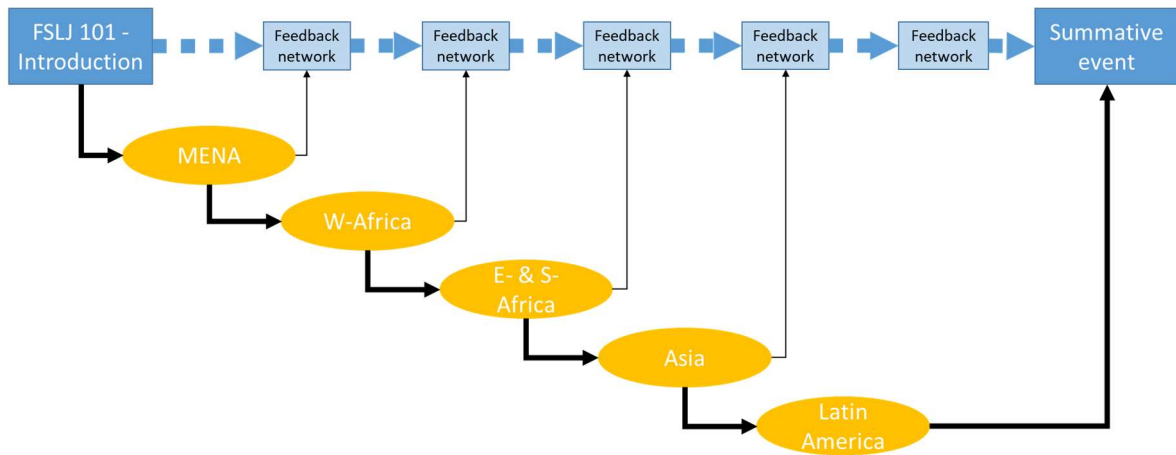 FSLJ 101 -
Introduction
Feedback
network
Feedback
network
Feedback
network
Feedback
network
Feedback
network
Summative
event
MENA
W-Africa
E- & S-
Africa
Asia
Latin
America